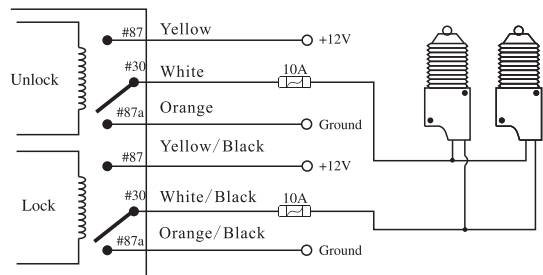 #87 Yellow +12V
#30 White 10A
Unlock
#87a Orange Ground
#87 Yellow/Black +12V
#30 White/Black 10A
Lock
#87a Orange/Black Ground